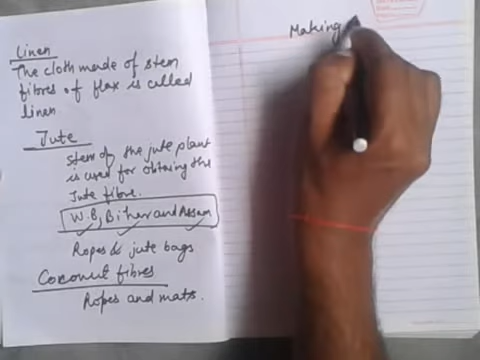 Linen
The cloth made of stem
fibres of flax is called
linen.
Jute
stem of the jute plant
is used for obtaining the
Jute fibre.
W.B, Bihar and Assam
Ropes & jute bags
Coconut fibres
Ropes and mats.
Making